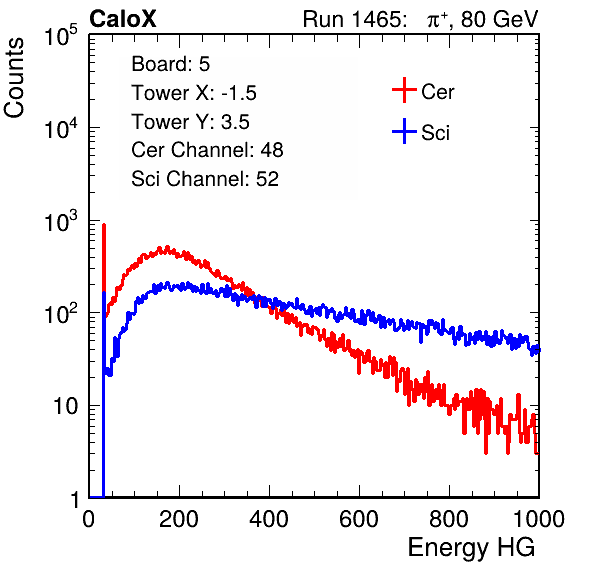 CaloX Run 1465: π⁺, 80 GeV
Counts
Board: 5
Tower X: -1.5
Tower Y: 3.5
Cer Channel: 48
Sci Channel: 52
Cer
Sci
10⁵
10⁴
10³
10²
10
1
0 200 400 600 800 1000
Energy HG